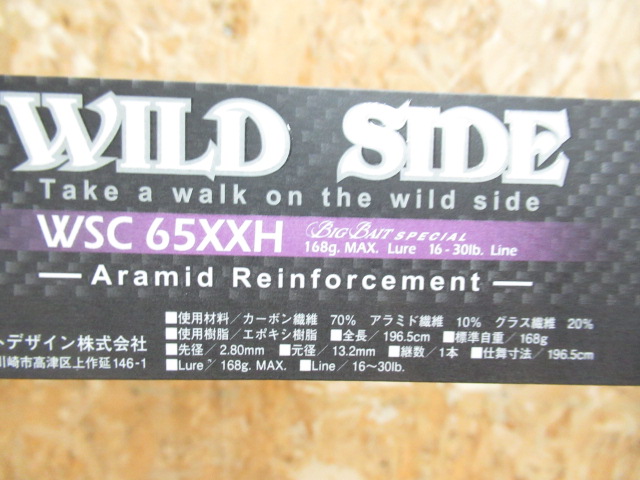 WILD SIDE
Take a walk on the wild side
WSC 65XXH BIG BAIT SPECIAL
168g. MAX. Lure 16-30lb. Line
Aramid Reinforcement
■使用材料/カーボン繊維 70% アラミド繊維 10% グラス繊維 20%
■使用樹脂/エポキシ樹脂 ■全長/196.5cm ■標準自重/168g
■先径/2.80mm ■元径/13.2mm ■継数/1本 ■仕舞寸法/196.5cm
■Lure/168g. MAX. ■Line/16〜30lb.
トデザイン株式会社
川崎市高津区上作延146-1